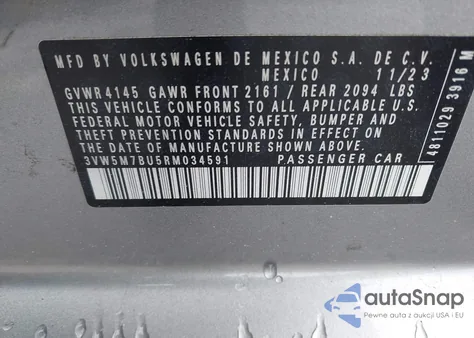 MFD BY VOLKSWAGEN DE MEXICO S.A. DE C.V.
MEXICO 11/23
GVWR 4145 GAWR FRONT 2161 / REAR 2094 LBS
THIS VEHICLE CONFORMS TO ALL APPLICABLE U.S.
FEDERAL MOTOR VEHICLE SAFETY, BUMPER AND
THEFT PREVENTION STANDARDS IN EFFECT ON
THE DATE OF MANUFACTURE SHOWN ABOVE.
3VW5M7BU5RM034591 PASSENGER CAR
4811029 3916 M
autoSnap
Pewne auta z aukcji USA i EU